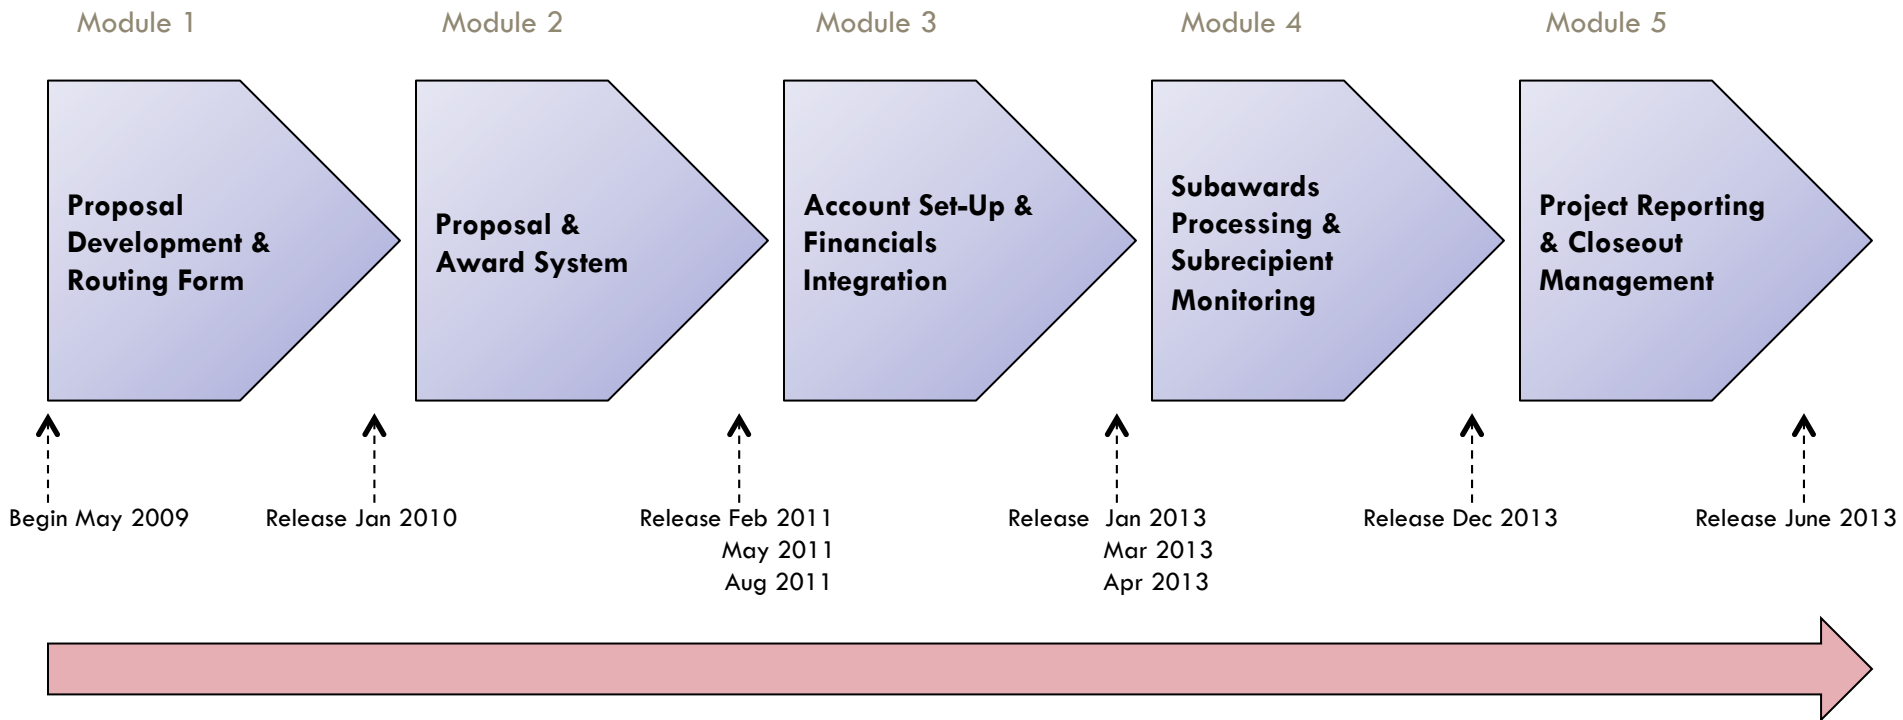 Module 1
Module 2
Module 3
Module 4
Module 5
Proposal
Development &
Routing Form
Proposal &
Award System
Account Set-Up &
Financials
Integration
Subawards
Processing &
Subrecipient
Monitoring
Project Reporting
& Closeout
Management
Begin May 2009
Release Jan 2010
Release Feb 2011
May 2011
Aug 2011
Release Jan 2013
Mar 2013
Apr 2013
Release Dec 2013
Release June 2013